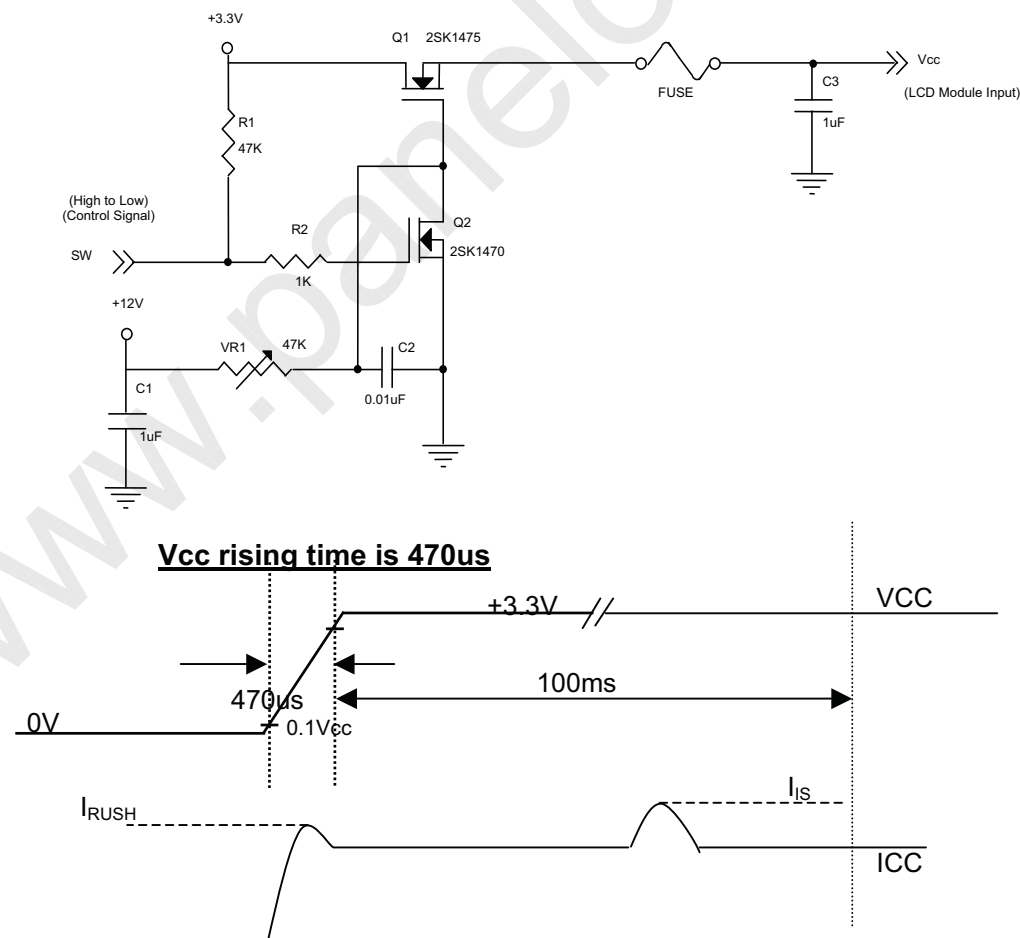 +3.3V
Q1 2SK1475
Vcc
FUSE
C3
(LCD Module Input)
1uF
R1
47K
(High to Low)
(Control Signal)
R2
Q2
2SK1470
SW
1K
+12V
VR1
47K
C2
C1
0.01uF
1uF
Vcc rising time is 470us
+3.3V
VCC
470us
100ms
0V
0.1Vcc
IRUSH
IIS
ICC
www.panelo